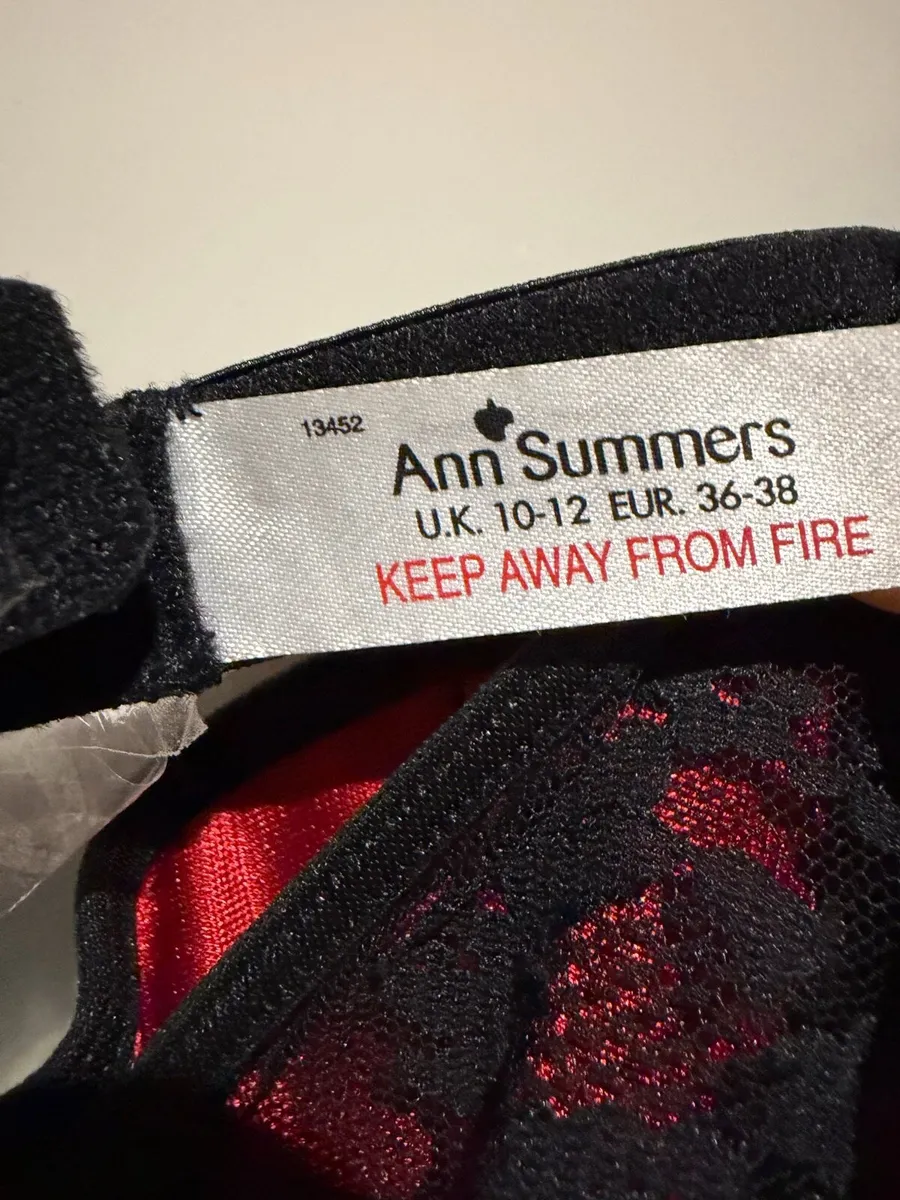 13452
Ann Summers
U.K. 10-12 EUR. 36-38
KEEP AWAY FROM FIRE